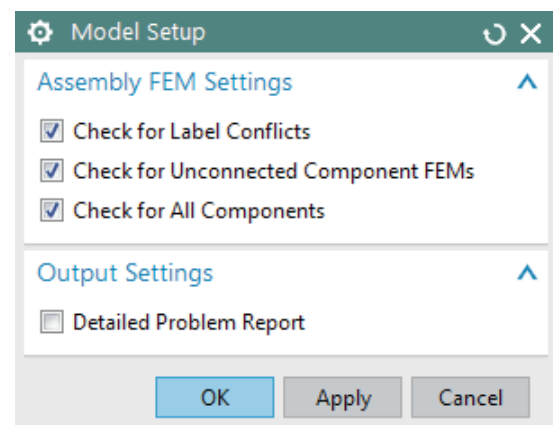 Model Setup
Assembly FEM Settings
Check for Label Conflicts
Check for Unconnected Component FEMs
Check for All Components
Output Settings
Detailed Problem Report
OK Apply Cancel